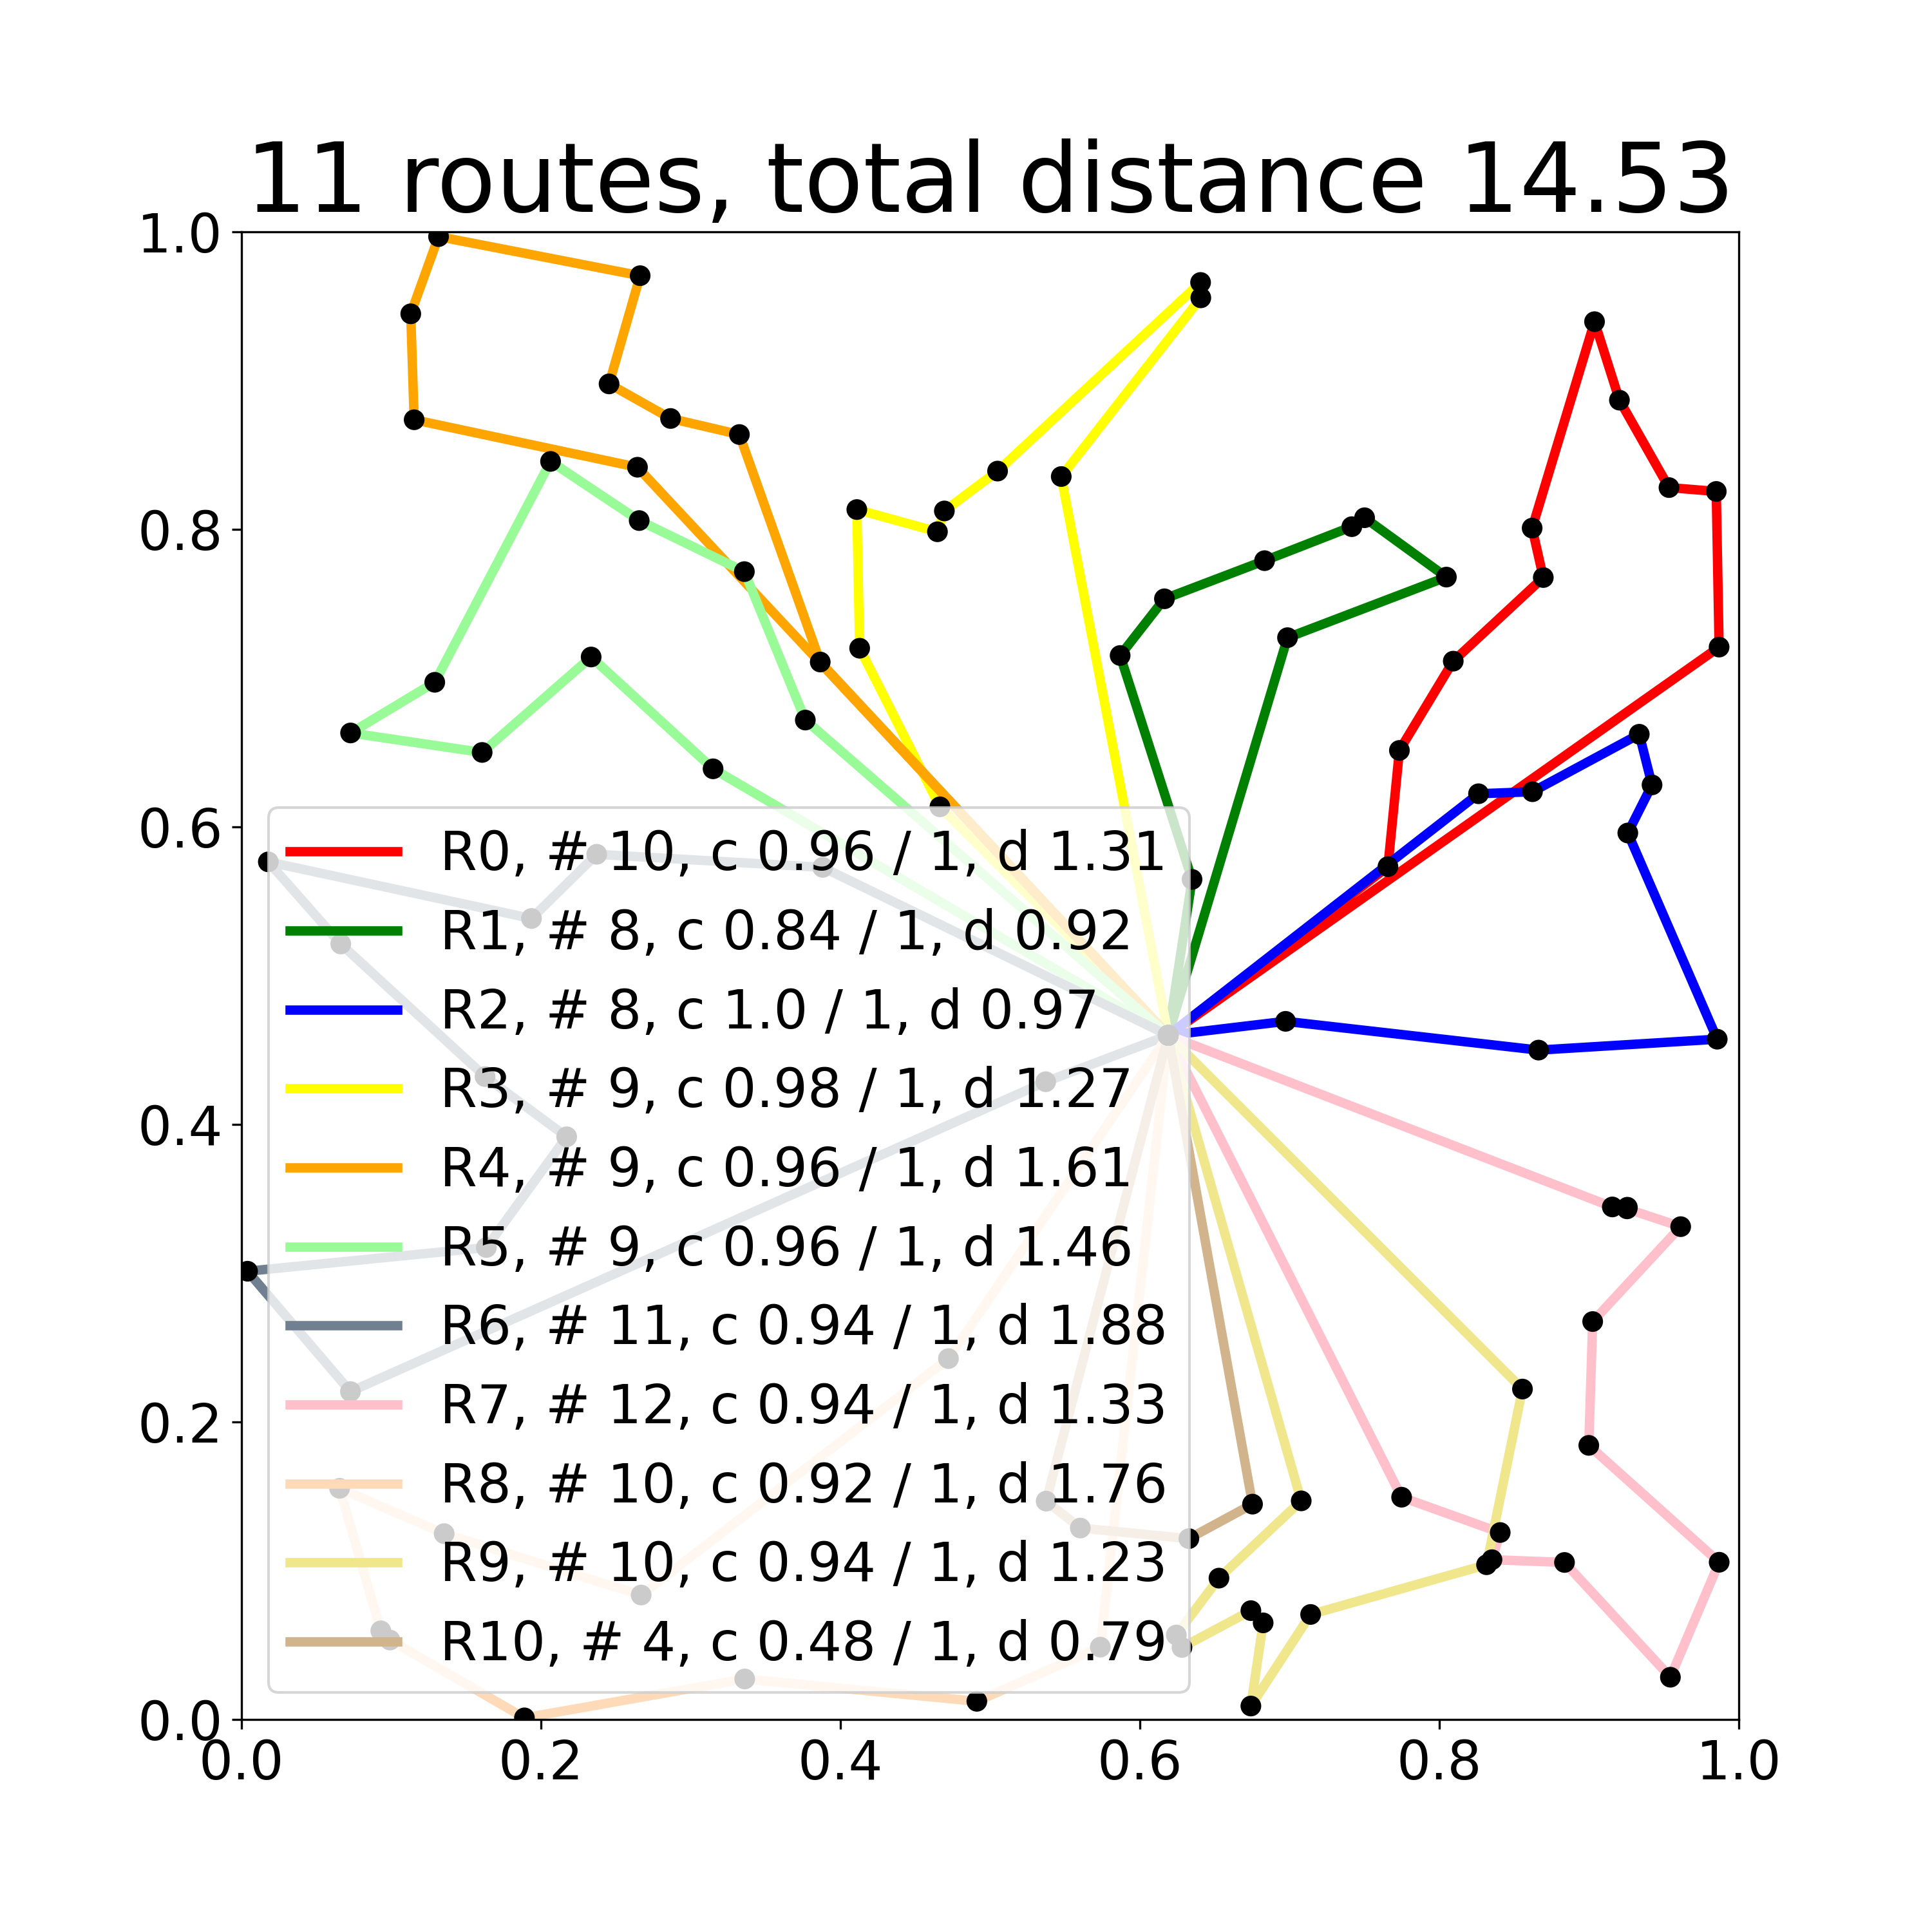 11 routes, total distance 14.53
1.0
0.8
0.6
0.4
0.2
0.0
R0, # 10, c 0.96 / 1, d 1.31
R1, # 8, c 0.84 / 1, d 0.92
R2, # 8, c 1.0 / 1, d 0.97
R3, # 9, c 0.98 / 1, d 1.27
R4, # 9, c 0.96 / 1, d 1.61
R5, # 9, c 0.96 / 1, d 1.46
R6, # 11, c 0.94 / 1, d 1.88
R7, # 12, c 0.94 / 1, d 1.33
R8, # 10, c 0.92 / 1, d 1.76
R9, # 10, c 0.94 / 1, d 1.23
R10, # 4, c 0.48 / 1, d 0.79
0.0 0.2 0.4 0.6 0.8 1.0